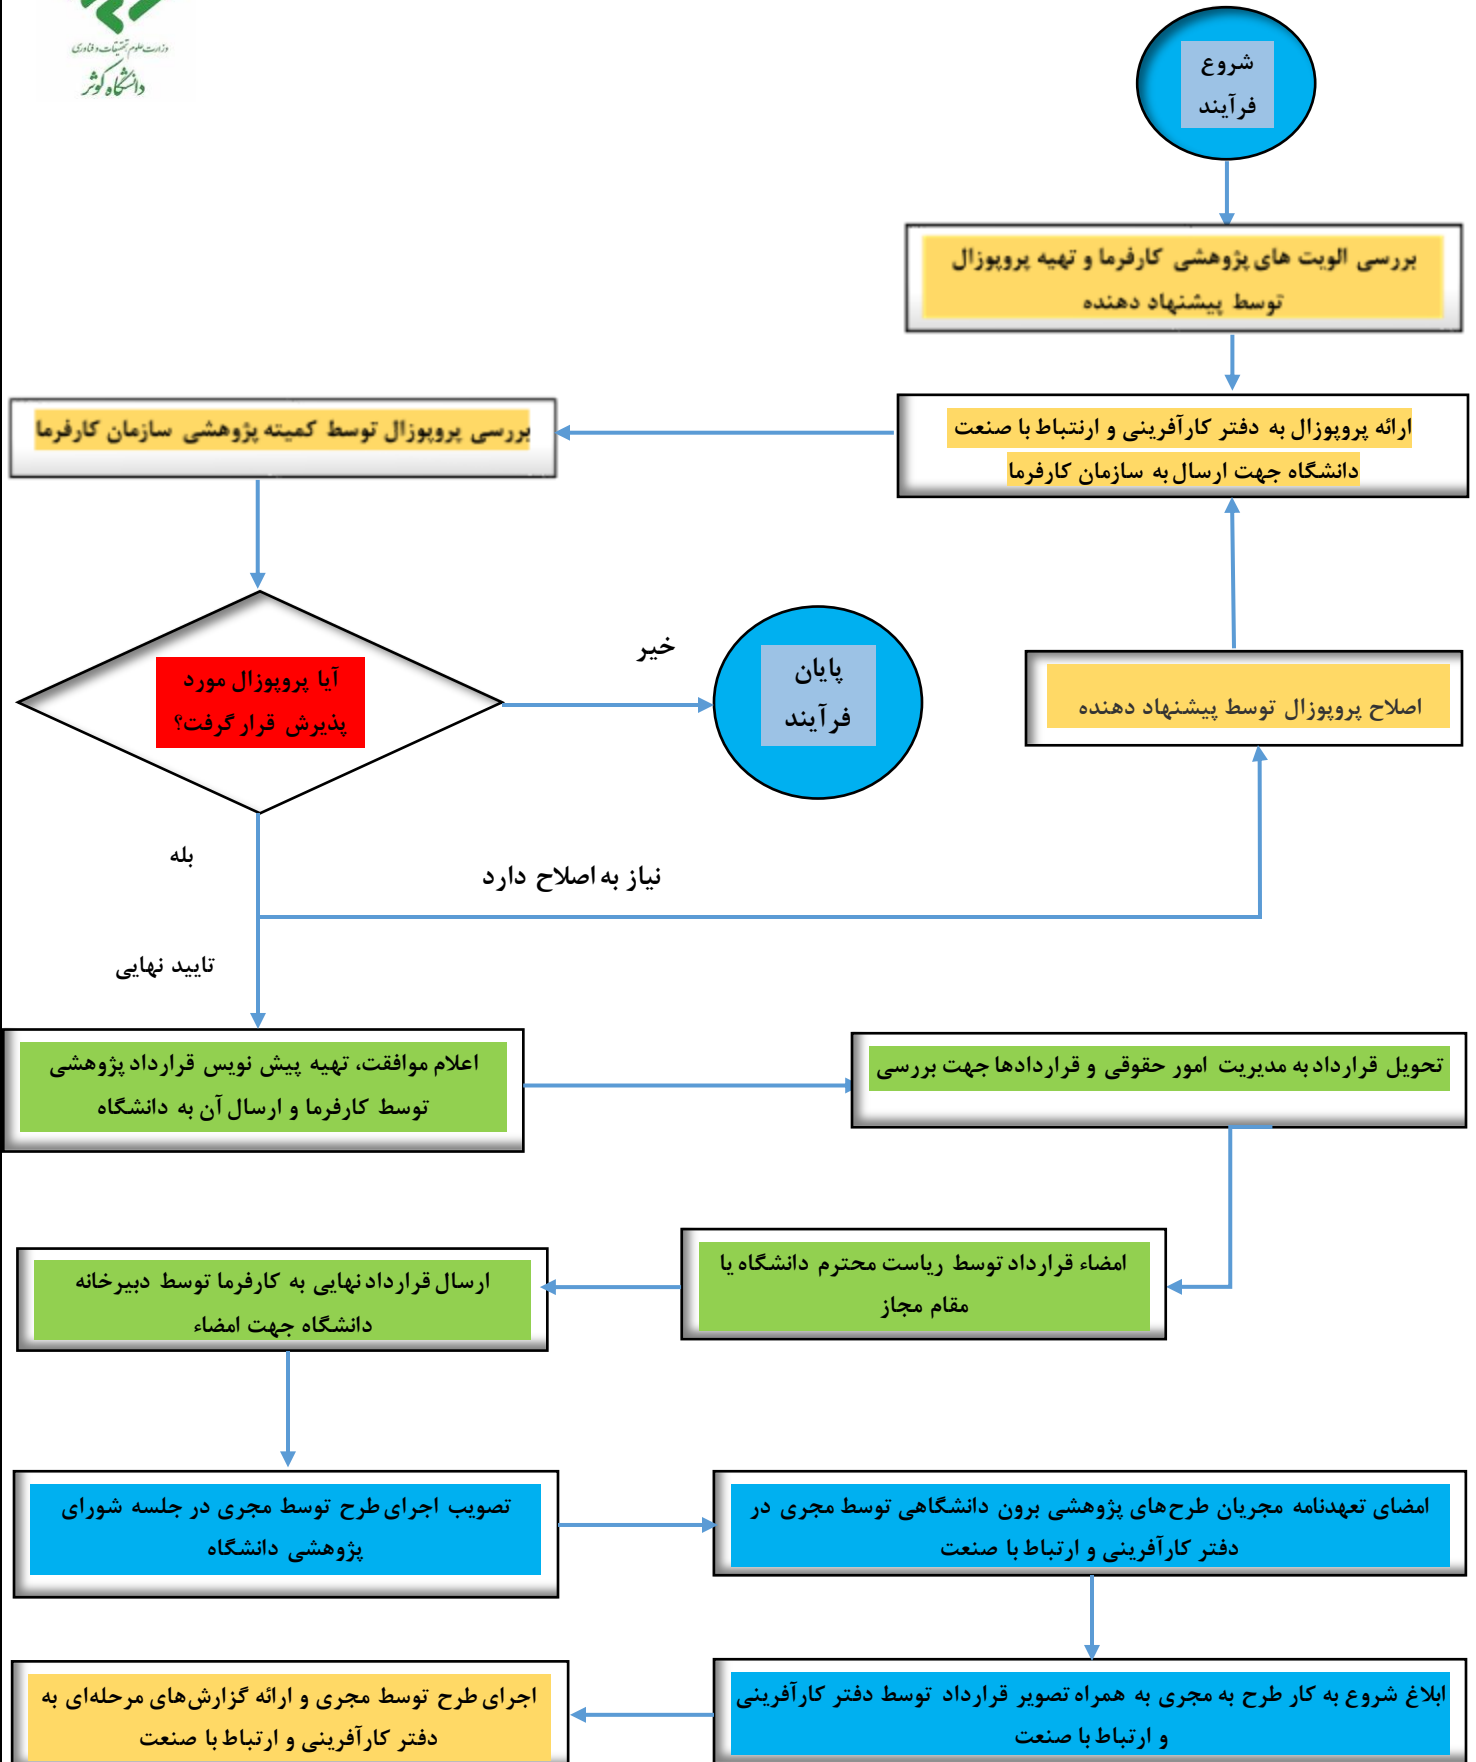 وزارت علوم تحقیقات و فناوری
دانشگاه کوثر
شروع
فرآیند
بررسی الویت های پژوهشی کارفرما و تهیه پروپوزال
توسط پیشنهاد دهنده
ارائه پروپوزال به دفتر کارآفرینی و ارنتباط با صنعت
دانشگاه جهت ارسال به سازمان کارفرما
بررسی پروپوزال توسط کمیته پژوهشی سازمان کارفرما
آیا پروپوزال مورد
پذیرش قرار گرفت؟
خیر
پایان
فرآیند
اصلاح پروپوزال توسط پیشنهاد دهنده
بله
نیاز به اصلاح دارد
تایید نهایی
اعلام موافقت، تهیه پیش نویس قرارداد پژوهشی
توسط کارفرما و ارسال آن به دانشگاه
تحویل قرارداد به مدیریت امور حقوقی و قراردادها جهت بررسی
امضاء قرارداد توسط ریاست محترم دانشگاه یا
مقام مجاز
ارسال قرارداد نهایی به کارفرما توسط دبیرخانه
دانشگاه جهت امضاء
تصویب اجرای طرح توسط مجری در جلسه شورای
پژوهشی دانشگاه
امضای تعهدنامه مجریان طرح‌های پژوهشی برون دانشگاهی توسط مجری در
دفتر کارآفرینی و ارتباط با صنعت
ابلاغ شروع به کار طرح به مجری به همراه تصویر قرارداد توسط دفتر کارآفرینی
و ارتباط با صنعت
اجرای طرح توسط مجری و ارائه گزارش‌های مرحله‌ای به
دفتر کارآفرینی و ارتباط با صنعت